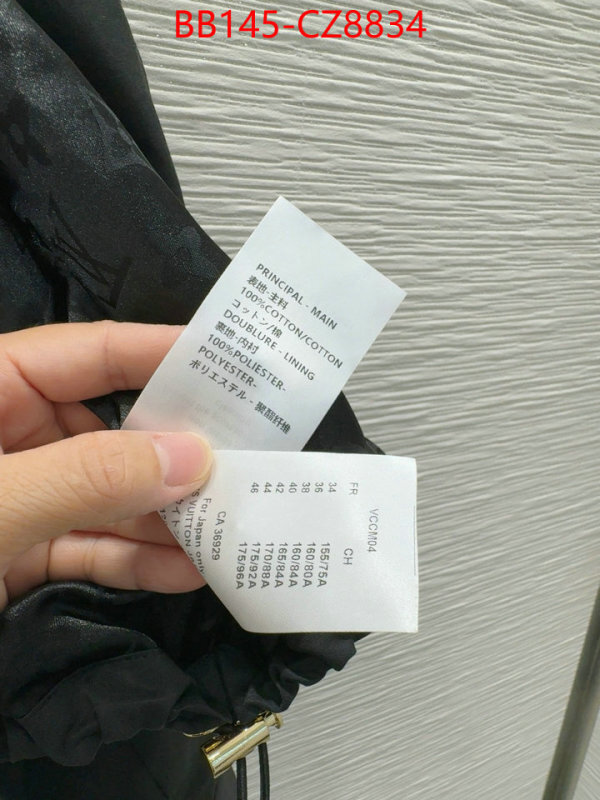 BB145-CZ8834
PRINCIPAL - MAIN
表地-主料
100%COTTON/COTTON
コットン/棉
DOUBLURE - LINING
裏地-内衬
100%POLIESTER-
POLYESTER-
ポリエステル - 聚酯纤维
VCCM04
FR CH
34 155/75A
36 160/80A
38 160/84A
40 165/84A
42 170/88A
44 175/92A
46 175/96A
CA 36929
For Japan only
VUITTON